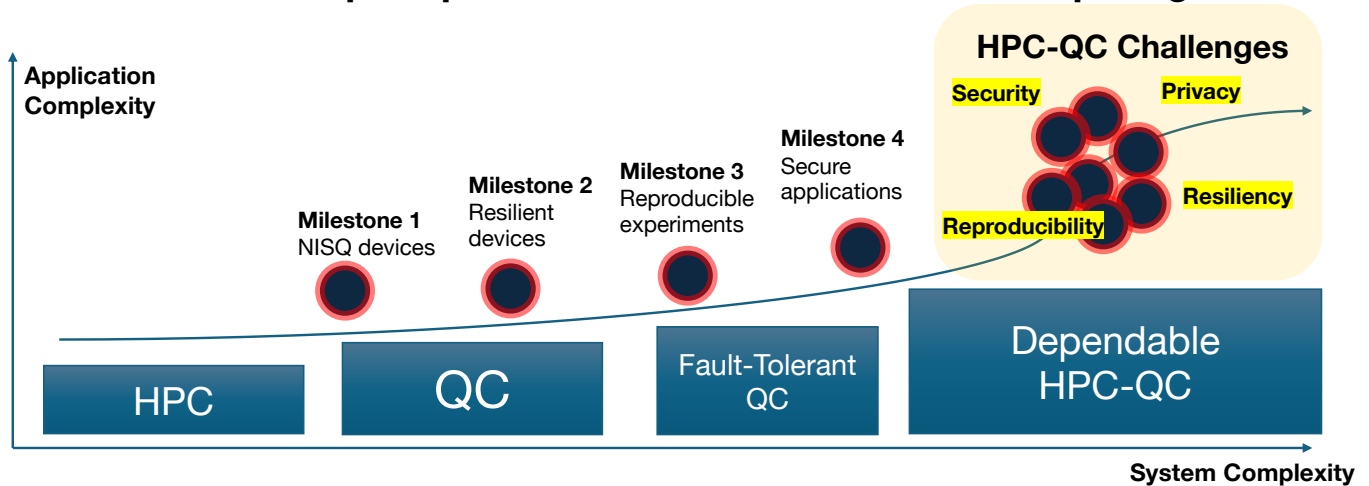 HPC-QC Challenges
Application
Complexity
Security
Privacy
Milestone 4
Secure
applications
Milestone 3
Reproducible
experiments
Milestone 2
Resilient
devices
Milestone 1
NISQ devices
Resiliency
Reproducibility
HPC
QC
Fault-Tolerant
QC
Dependable
HPC-QC
System Complexity